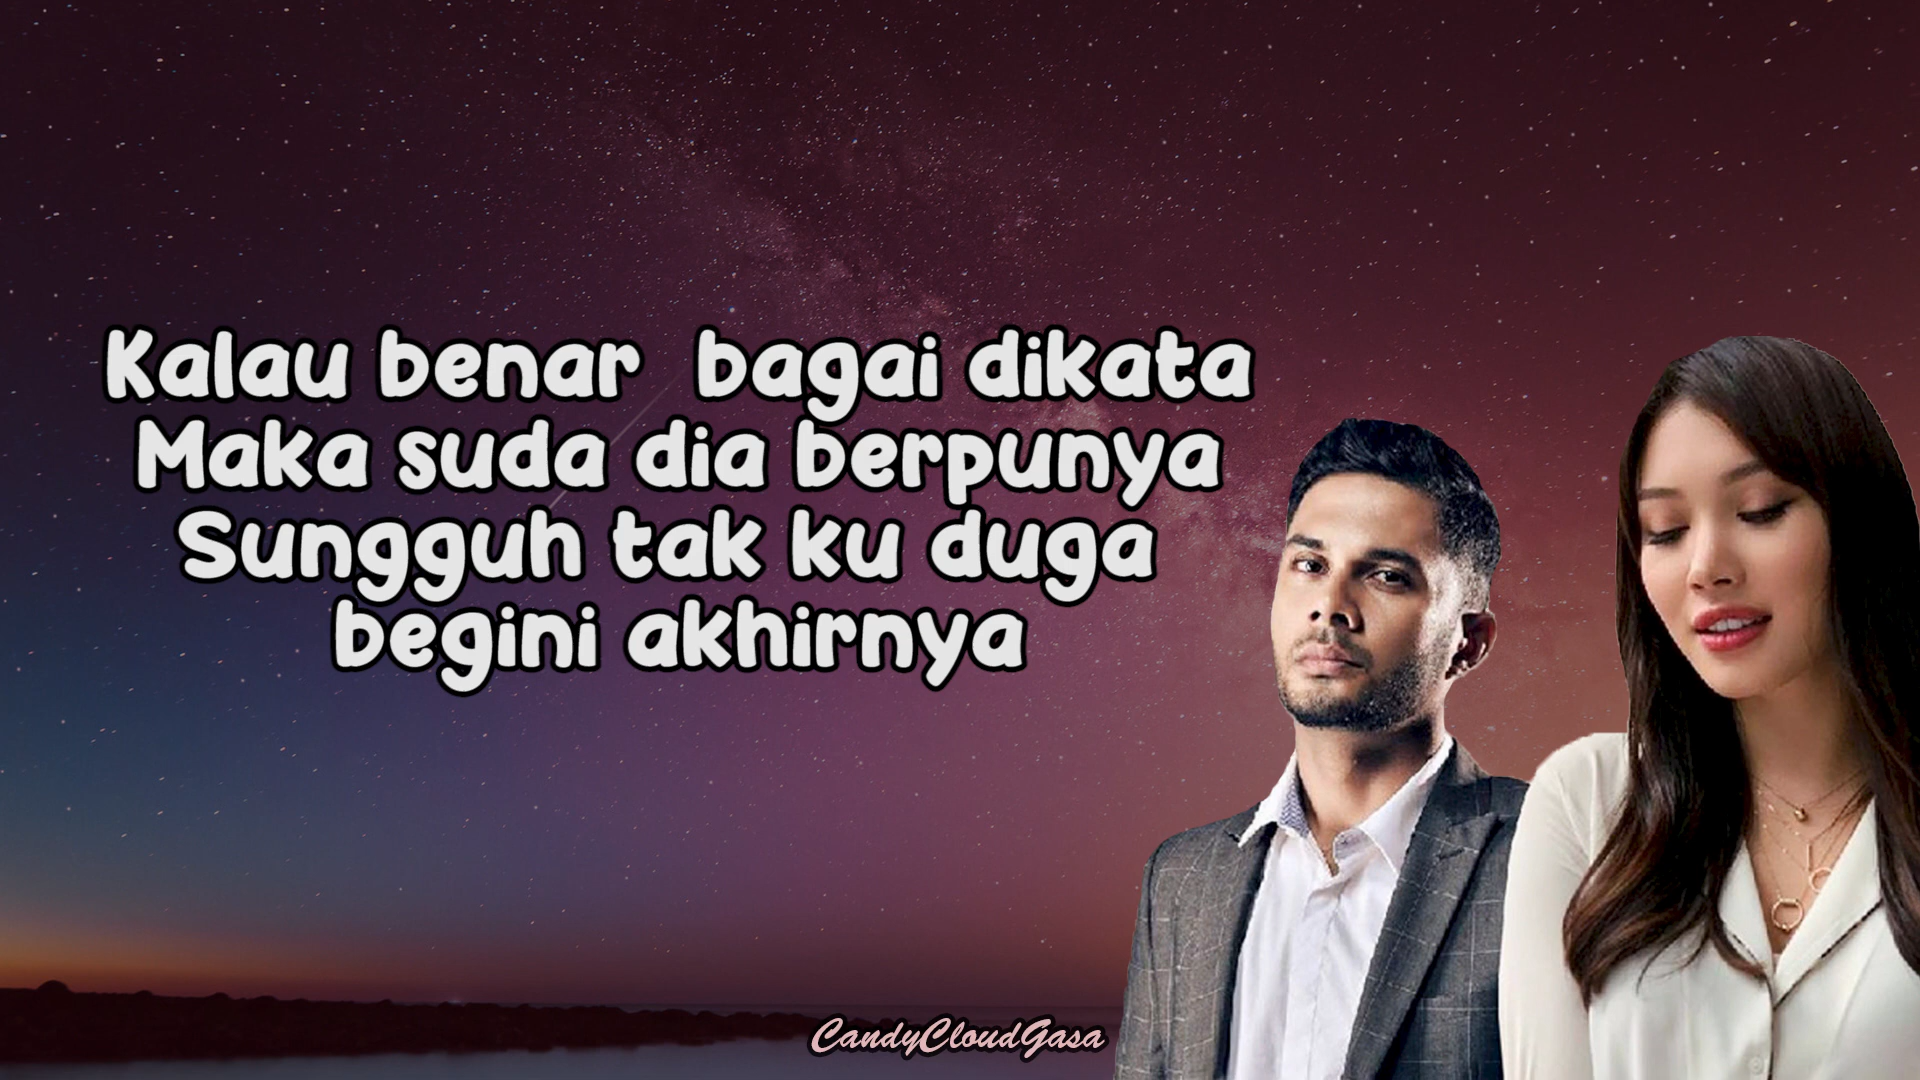 Kalau benar  bagai dikata
Maka suda dia berpunya
Sungguh tak ku duga
begini akhirnya
CandyCloudGasa